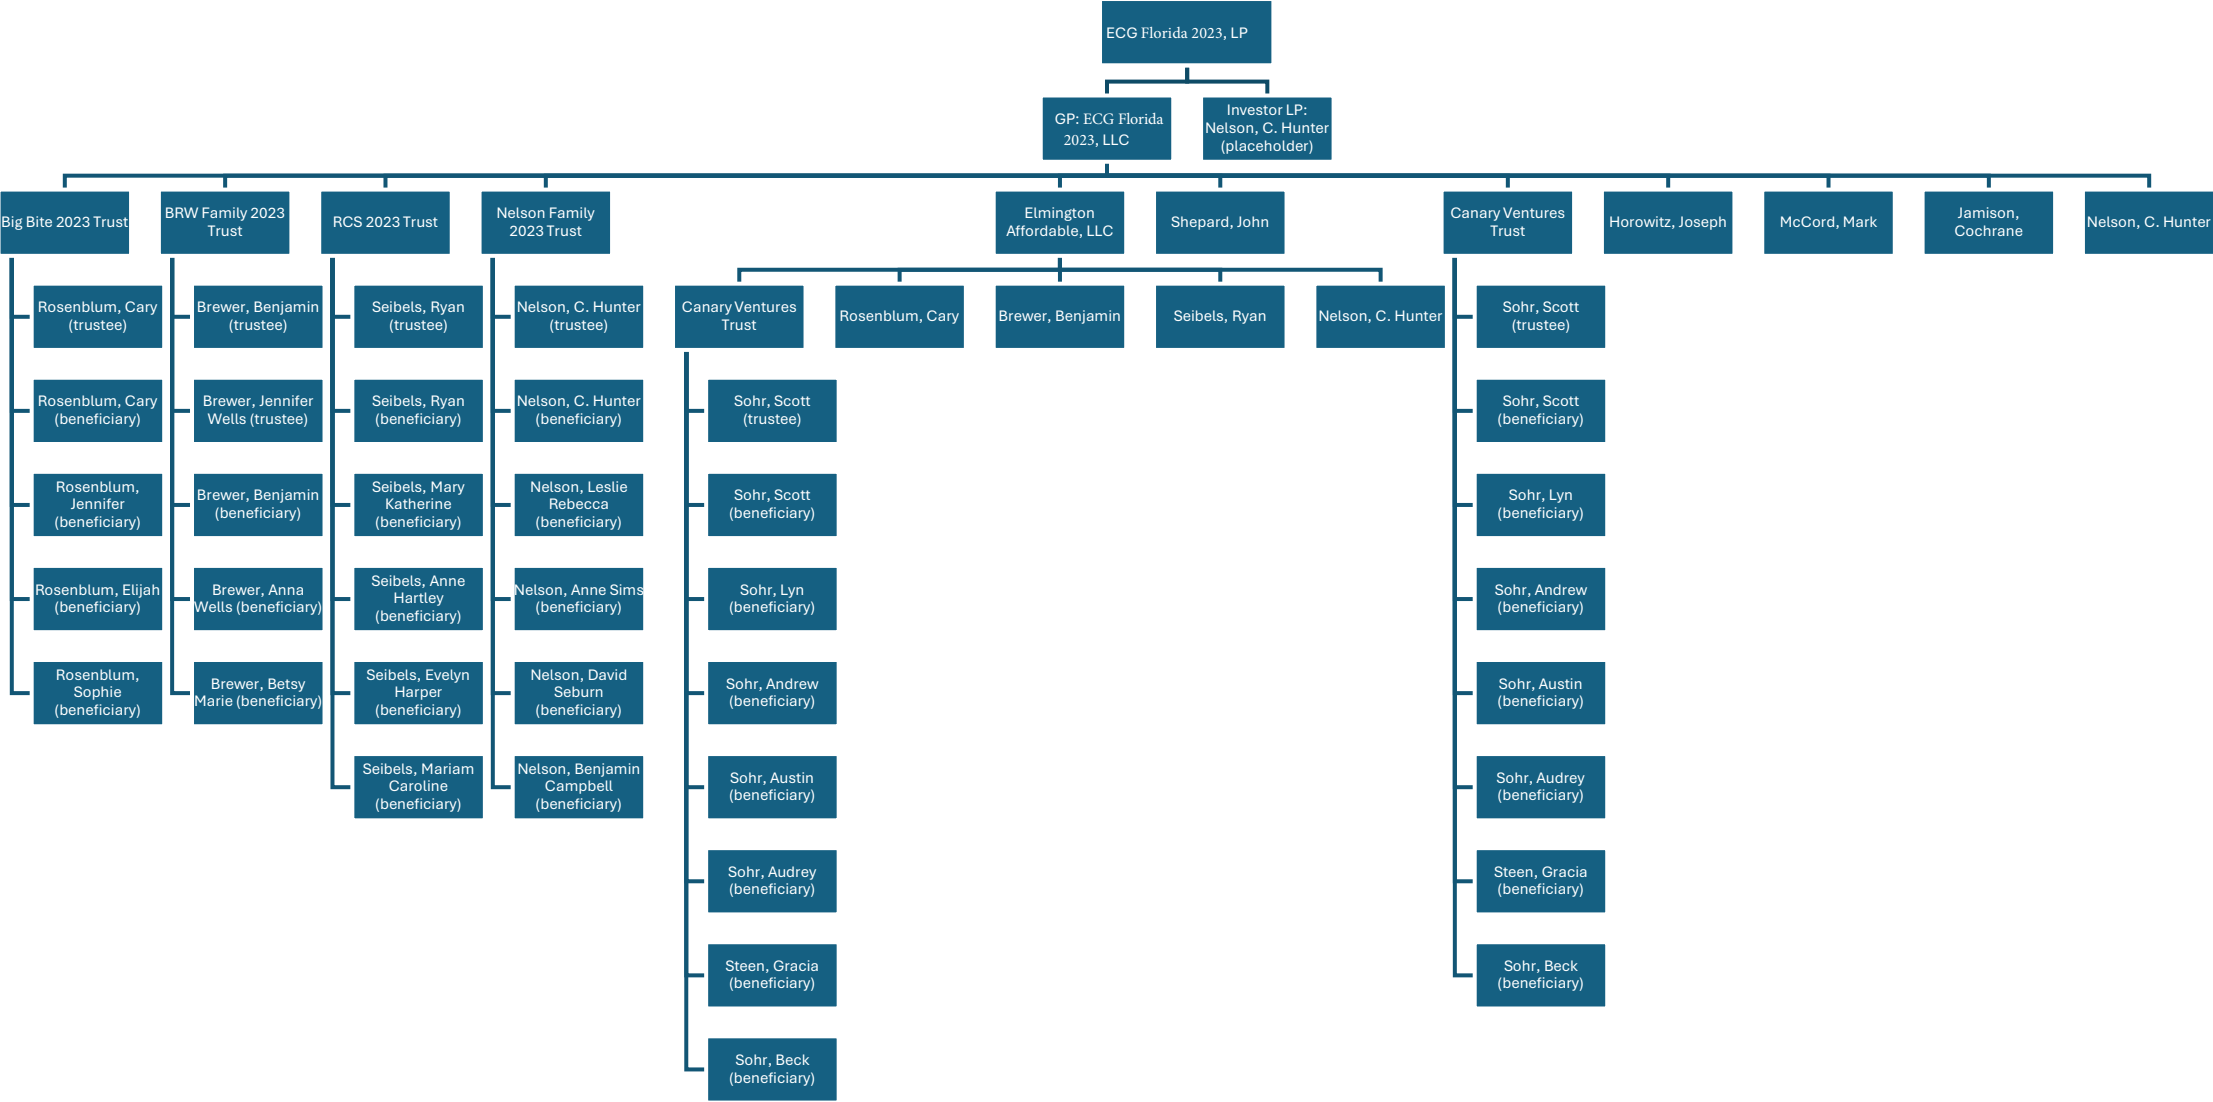 ECG Florida 2023, LP
GP: ECG Florida
2023, LLC
Investor LP:
Nelson, C. Hunter
(placeholder)
Big Bite 2023 Trust
BRW Family 2023
Trust
RCS 2023 Trust
Nelson Family
2023 Trust
Elmington
Affordable, LLC
Shepard, John
Canary Ventures
Trust
Horowitz, Joseph
McCord, Mark
Jamison,
Cochrane
Nelson, C. Hunter
Rosenblum, Cary
(trustee)
Rosenblum, Cary
(beneficiary)
Rosenblum,
Jennifer
(beneficiary)
Rosenblum, Elijah
(beneficiary)
Rosenblum,
Sophie
(beneficiary)
Brewer, Benjamin
(trustee)
Brewer, Jennifer
Wells (trustee)
Brewer, Benjamin
(beneficiary)
Brewer, Anna
Wells (beneficiary)
Brewer, Betsy
Marie (beneficiary)
Seibels, Ryan
(trustee)
Seibels, Ryan
(beneficiary)
Seibels, Mary
Katherine
(beneficiary)
Seibels, Anne
Hartley
(beneficiary)
Seibels, Evelyn
Harper
(beneficiary)
Seibels, Mariam
Caroline
(beneficiary)
Nelson, C. Hunter
(trustee)
Nelson, C. Hunter
(beneficiary)
Nelson, Leslie
Rebecca
(beneficiary)
Nelson, Anne Sims
(beneficiary)
Nelson, David
Seburn
(beneficiary)
Nelson, Benjamin
Campbell
(beneficiary)
Canary Ventures
Trust
Rosenblum, Cary
Brewer, Benjamin
Seibels, Ryan
Nelson, C. Hunter
Sohr, Scott
(trustee)
Sohr, Scott
(beneficiary)
Sohr, Lyn
(beneficiary)
Sohr, Andrew
(beneficiary)
Sohr, Austin
(beneficiary)
Sohr, Audrey
(beneficiary)
Steen, Gracia
(beneficiary)
Sohr, Beck
(beneficiary)
Sohr, Scott
(trustee)
Sohr, Scott
(beneficiary)
Sohr, Lyn
(beneficiary)
Sohr, Andrew
(beneficiary)
Sohr, Austin
(beneficiary)
Sohr, Audrey
(beneficiary)
Steen, Gracia
(beneficiary)
Sohr, Beck
(beneficiary)